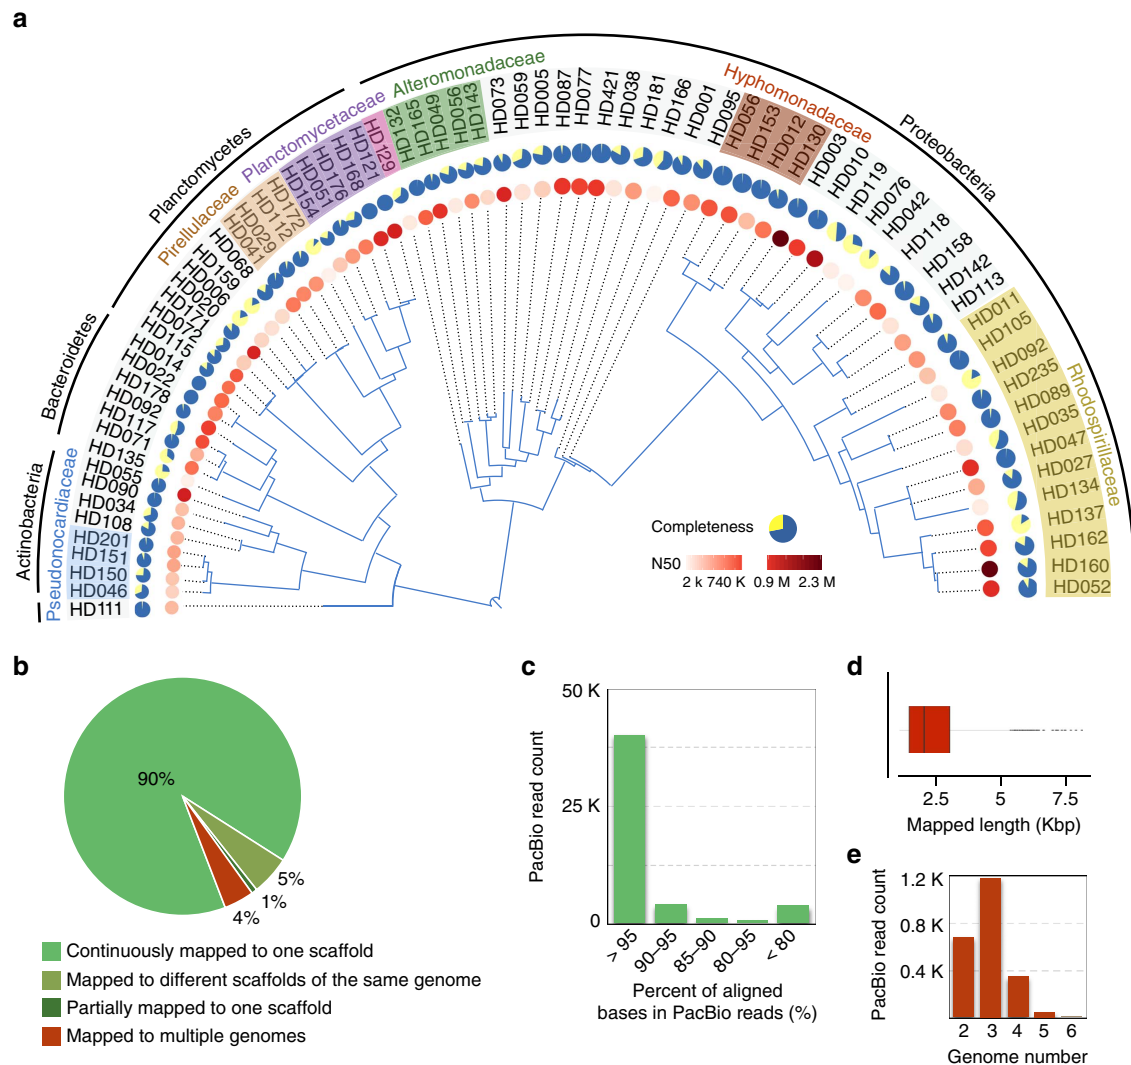 a
Actinobacteria
Bacteroidetes
Planctomycetes
Proteobacteria
Pseudonocardiaceae
Pirellulaceae
Planctomycetaceae
Alteromonadaceae
Hyphomonadaceae
Rhodospirillaceae
HD111
HD046
HD150
HD151
HD201
HD108
HD034
HD090
HD055
HD135
HD071
HD117
HD092
HD178
HD022
HD014
HD115
HD072
HD171
HD020
HD006
HD159
HD068
HD041
HD029
HD112
HD172
HD154
HD051
HD176
HD168
HD121
HD129
HD132
HD165
HD049
HD056
HD143
HD073
HD059
HD005
HD087
HD077
HD421
HD038
HD181
HD166
HD001
HD095
HD056
HD153
HD012
HD130
HD003
HD010
HD119
HD076
HD042
HD118
HD158
HD142
HD113
HD011
HD105
HD092
HD235
HD089
HD035
HD047
HD027
HD134
HD137
HD162
HD160
HD052
Completeness
N50
2 k 740 K 0.9 M 2.3 M
b
90%
5%
1%
4%
Continuously mapped to one scaffold
Mapped to different scaffolds of the same genome
Partially mapped to one scaffold
Mapped to multiple genomes
c
PacBio read count
50 K
25 K
0
> 95
90–95
85–90
80–95
< 80
Percent of aligned
bases in PacBio reads (%)
d
2.5 5 7.5
Mapped length (Kbp)
e
PacBio read count
1.2 K
0.8 K
0.4 K
2 3 4 5 6
Genome number